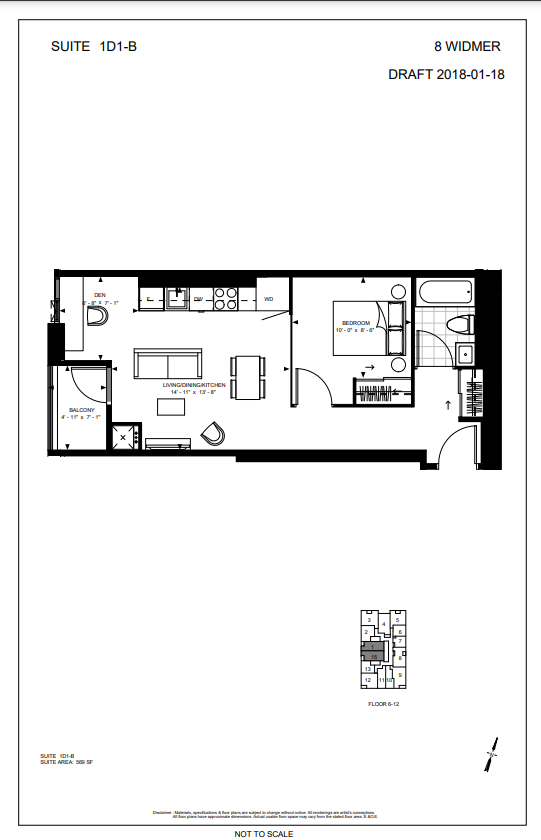 SUITE 1D1-B
8 WIDMER
DRAFT 2018-01-18
DEN
6' - 8" x 7' - 1"
F
DW
WD
BEDROOM
10' - 0" x 8' - 6"
LIVING/DINING/KITCHEN
14' - 11" x 13' - 8"
BALCONY
4' - 11" x 7' - 1"
3
4
5
2
6
7
1
15
8
13
9
12
11
10
FLOOR 6-12
SUITE 1D1-B
SUITE AREA: 569 SF
N
Disclaimer : Materials, specifications & floor plans are subject to change without notice. All renderings are artist's conceptions.
All floor plans have approximate dimensions. Actual usable floor space may vary from the stated floor area. E.&O.E.
NOT TO SCALE